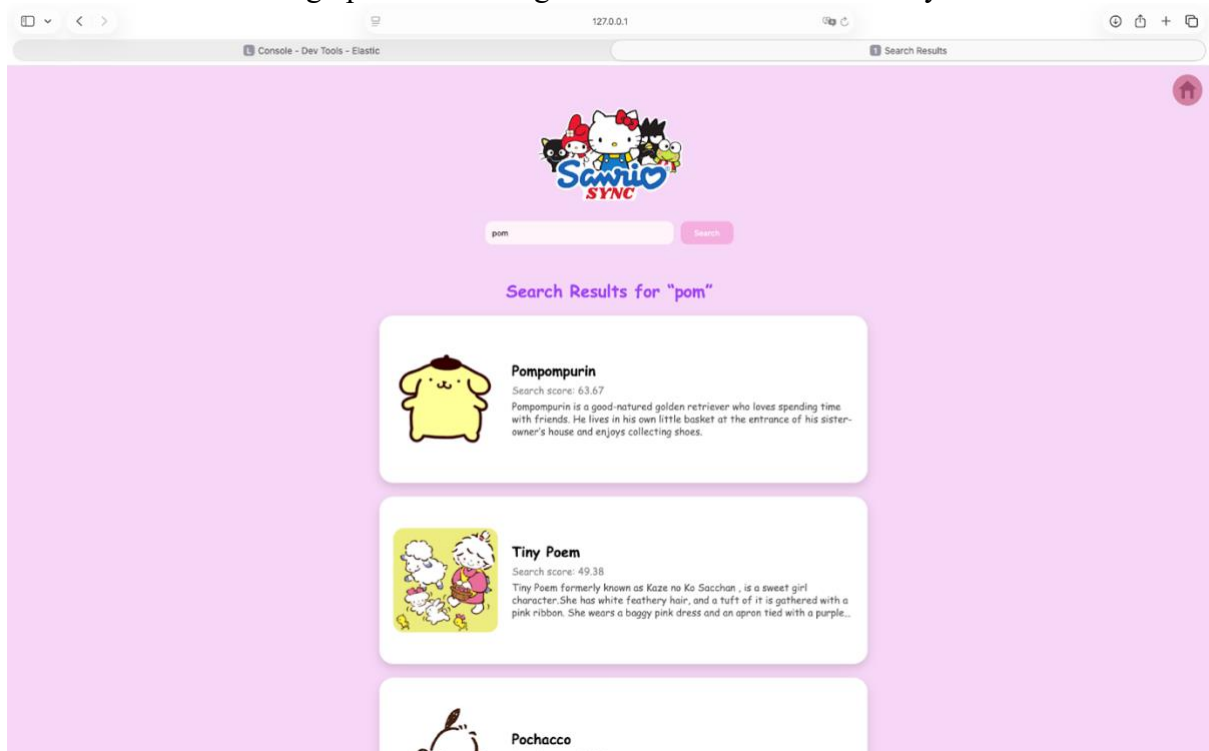 127.0.0.1
Console - Dev Tools - Elastic
Search Results
Sanrio
SYNC
pom
Search
Search Results for “pom”
Pompompurin
Search score: 63.67
Pompompurin is a good-natured golden retriever who loves spending time
with friends. He lives in his own little basket at the entrance of his sister-
owner's house and enjoys collecting shoes.
Tiny Poem
Search score: 49.38
Tiny Poem formerly known as Kaze no Ko Sacchan , is a sweet girl
character.She has white feathery hair, and a tuft of it is gathered with a
pink ribbon. She wears a baggy pink dress and an apron tied with a purple...
Pochacco